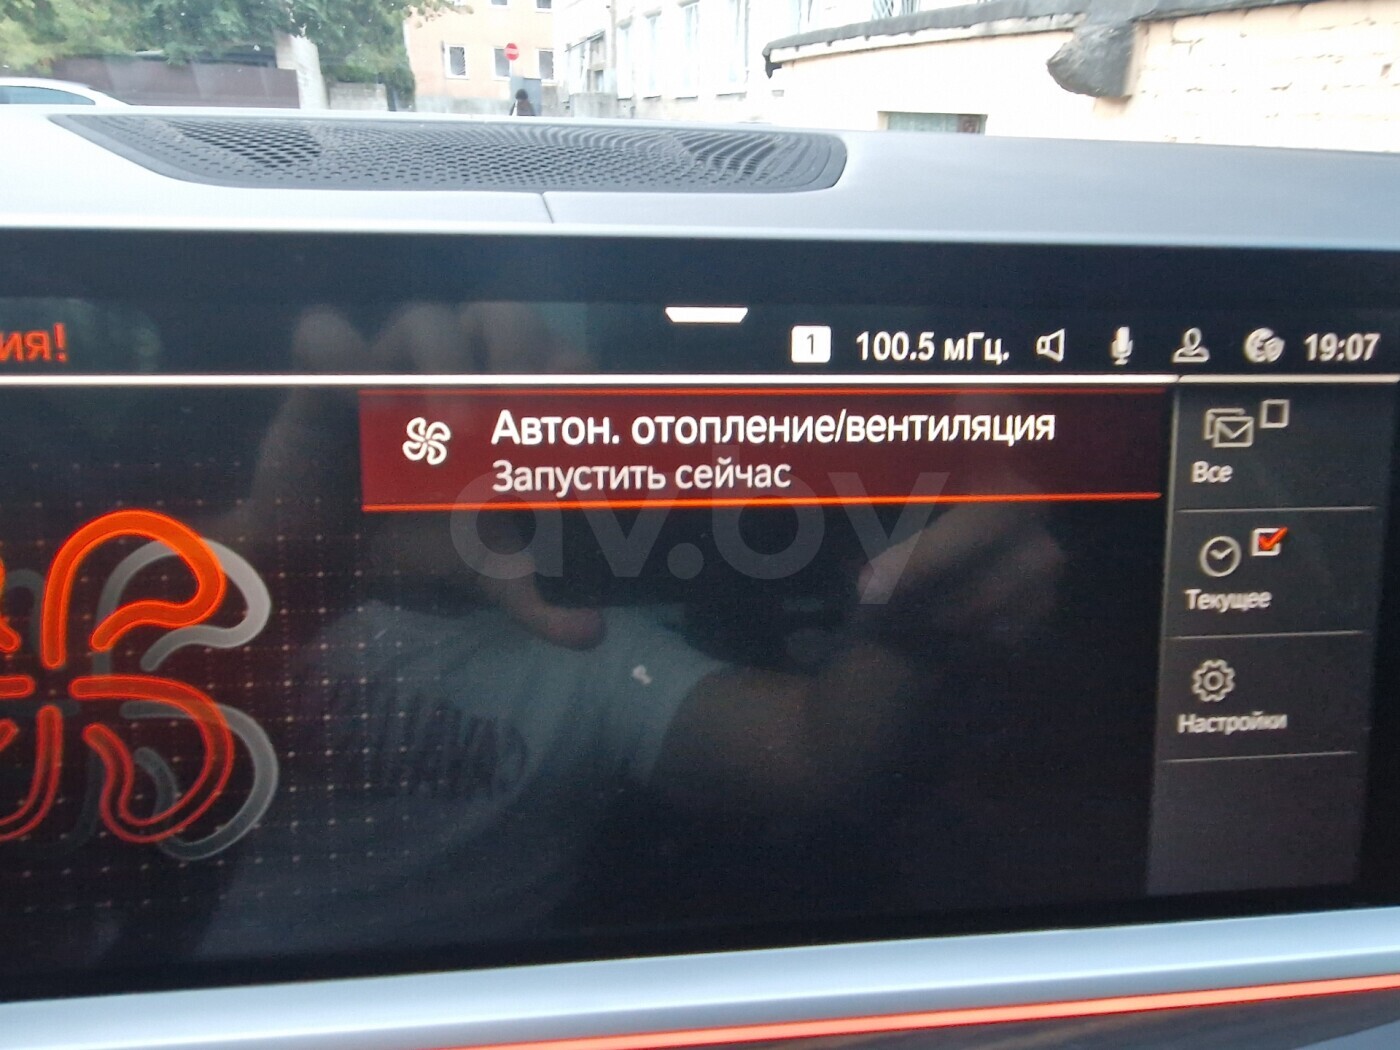 ия!
1 100.5 мГц. 19:07
Автон. отопление/вентиляция
Запустить сейчас
Все
Текущее
Настройки
av.by